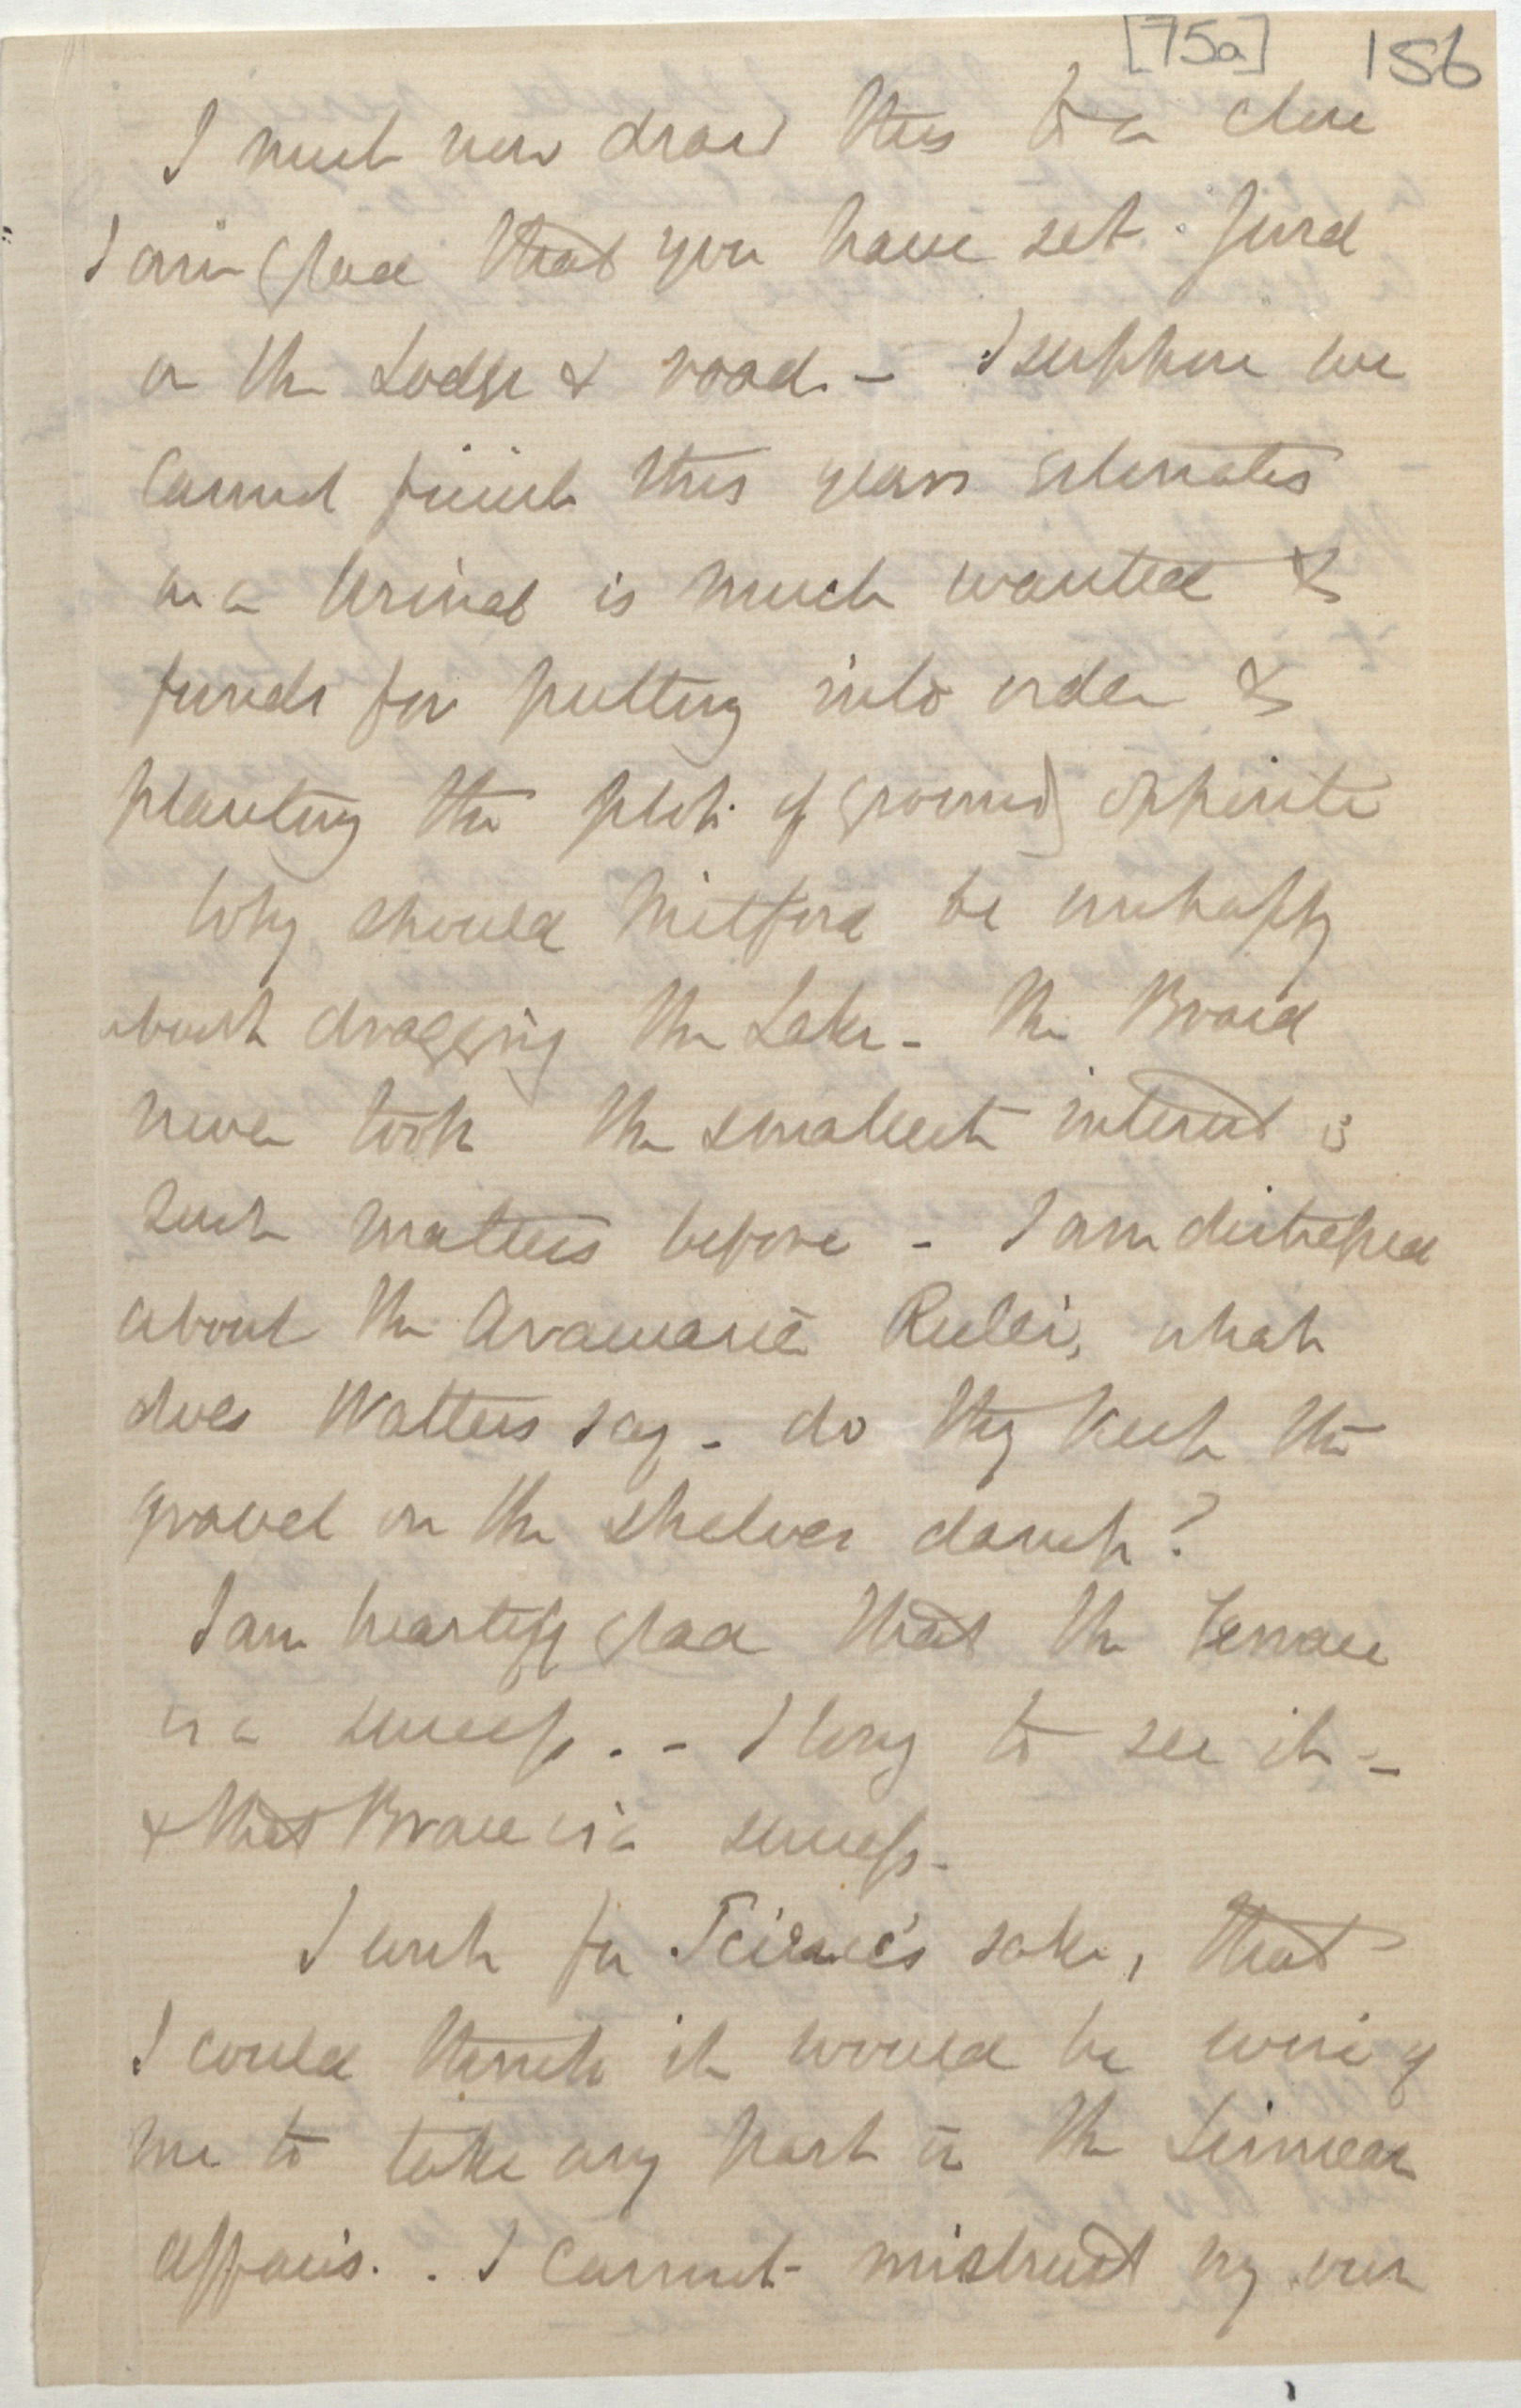 [75a] 156
I must now draw this to a close
I am glad that you have set Jurd
on the Lodge & road. – I suppose we
cannot finish this years estimates
as a Urinal is much wanted &
funds for putting into order &
planting the plot of ground opposite
Why should Mitford be unhappy
about dragging the Lake – the Board
never took the smallest interest in
such matters before – I am distressed
about the Araucaria Rulei, what
does Watters say – do they keep the
gravel on the shelves damp?
I am heartily glad that the Terrace
is a success. – I long to see it –
& that Brace is a success –
I wish for Science's sake, that
I could think it would be wise of
me to take any part in the Linnean
affairs. . I cannot mistrust my own